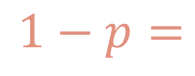 1 − p =